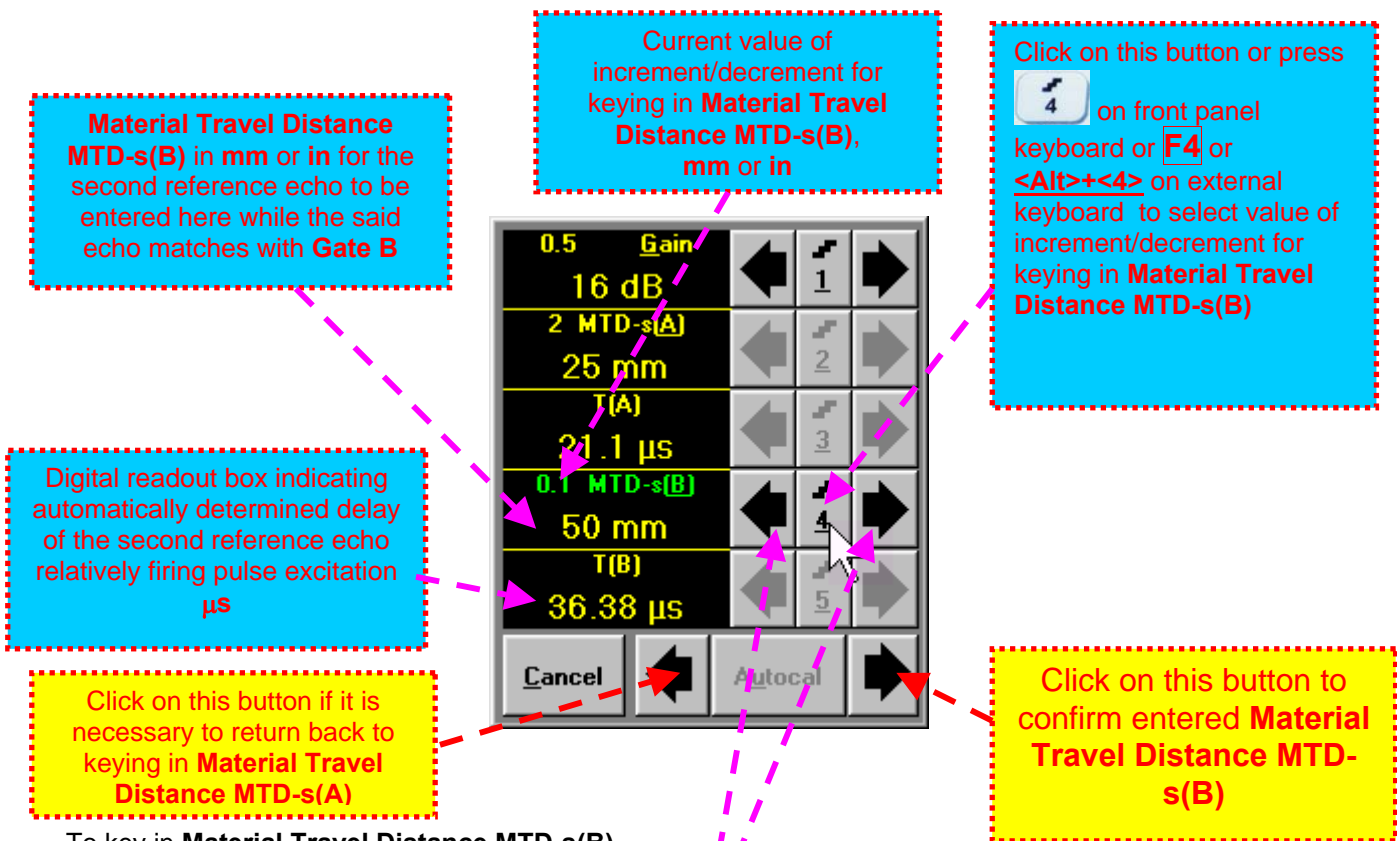 Current value of
increment/decrement for
keying in Material Travel
Distance MTD-s(B),
mm or in
Click on this button or press
4 on front panel
keyboard or F4 or
<Alt>+<4> on external
keyboard to select value of
increment/decrement for
keying in Material Travel
Distance MTD-s(B)
Material Travel Distance
MTD-s(B) in mm or in for the
second reference echo to be
entered here while the said
echo matches with Gate B
0.5 Gain
16 dB
1
2 MTD-s(A)
25 mm
2
T(A)
21.1 µs
3
0.1 MTD-s(B)
50 mm
4
T(B)
36.38 µs
5
Cancel
Autocal
Digital readout box indicating
automatically determined delay
of the second reference echo
relatively firing pulse excitation
µs
Click on this button if it is
necessary to return back to
keying in Material Travel
Distance MTD-s(A)
Click on this button to
confirm entered Material
Travel Distance MTD-
s(B)
To key in Material Travel Distance MTD-s(B)